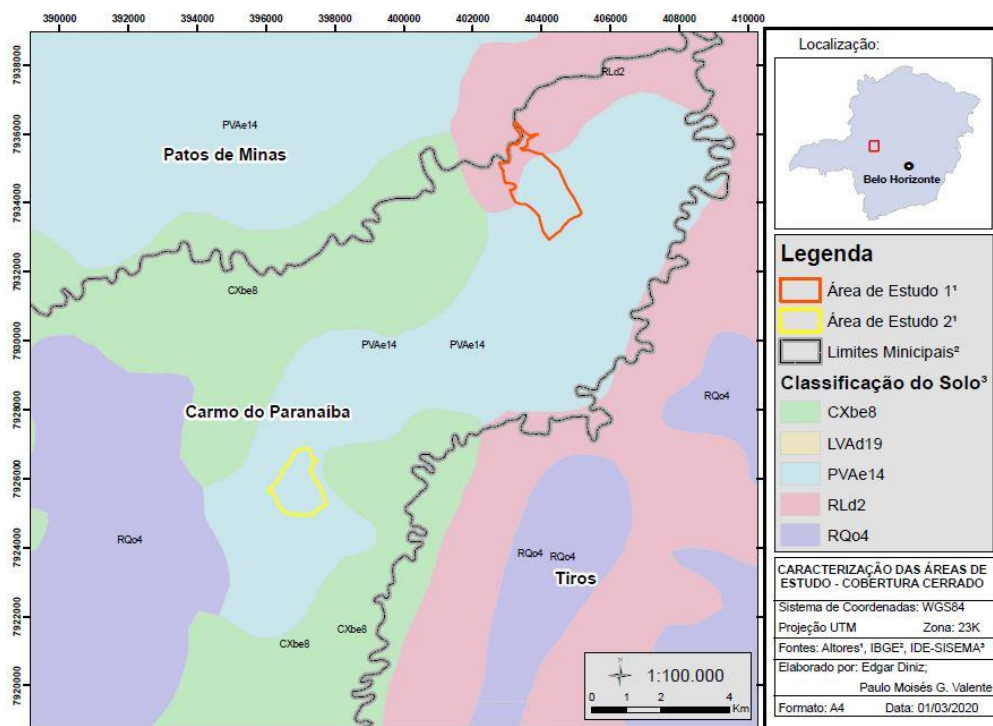 390000 392000 394000 396000 398000 400000 402000 404000 406000 408000 410000
7938000
7936000
7934000
7932000
7930000
7928000
7926000
7924000
7922000
7920000
RLd2
PVAe14
Patos de Minas
CXbe8
PVAe14 PVAe14
RQo4
Carmo do Paranaíba
RQo4
RQo4 RQo4
Tiros
CXbe8
CXbe8
1:100.000
0 1 2 4
Km
Localização:
Belo Horizonte
Legenda
Área de Estudo 1¹
Área de Estudo 2¹
Limites Minicipais²
Classificação do Solo³
CXbe8
LVAd19
PVAe14
RLd2
RQo4
CARACTERIZAÇÃO DAS ÁREAS DE
ESTUDO - COBERTURA CERRADO
Sistema de Coordenadas: WGS84
Projeção UTM Zona: 23K
Fontes: Altores¹, IBGE², IDE-SISEMA³
Elaborado por: Edgar Diniz;
Paulo Moisés G. Valente
Formato: A4 Data: 01/03/2020